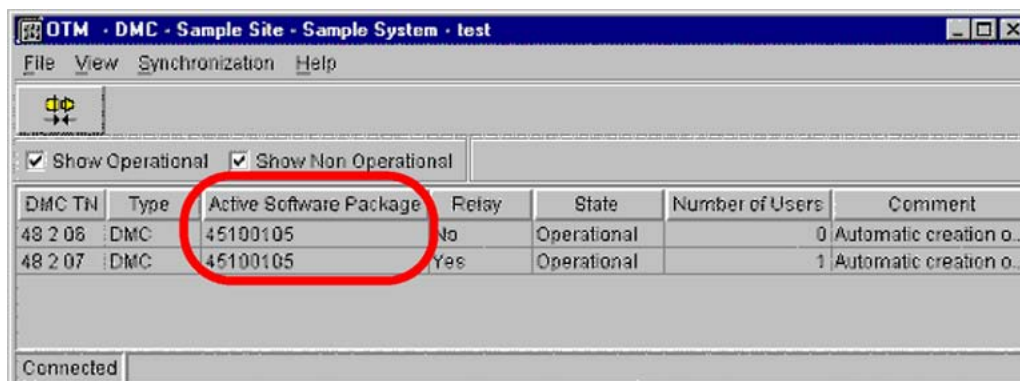 OTM - DMC - Sample Site - Sample System - test
File View Synchronization Help
Show Operational Show Non Operational
DMC TN Type Active Software Package Relay State Number of Users Comment
48 2 06 DMC 45100105 No Operational 0 Automatic creation o...
48 2 07 DMC 45100105 Yes Operational 1 Automatic creation o...
Connected